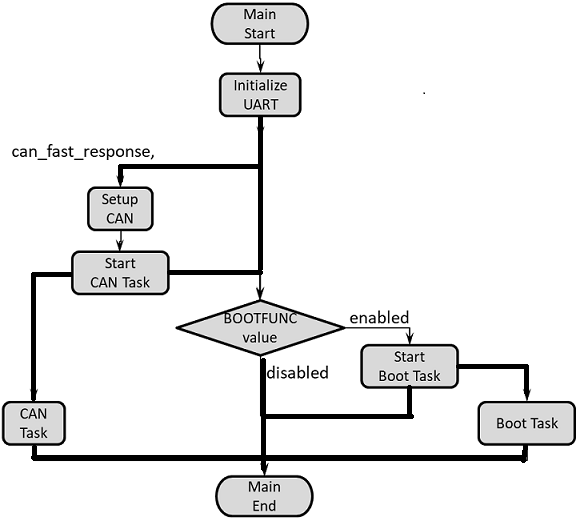 Main
Start
Initialize
UART
can_fast_response,
Setup
CAN
Start
CAN Task
BOOTFUNC
value
enabled
disabled
Start
Boot Task
CAN
Task
Boot Task
Main
End